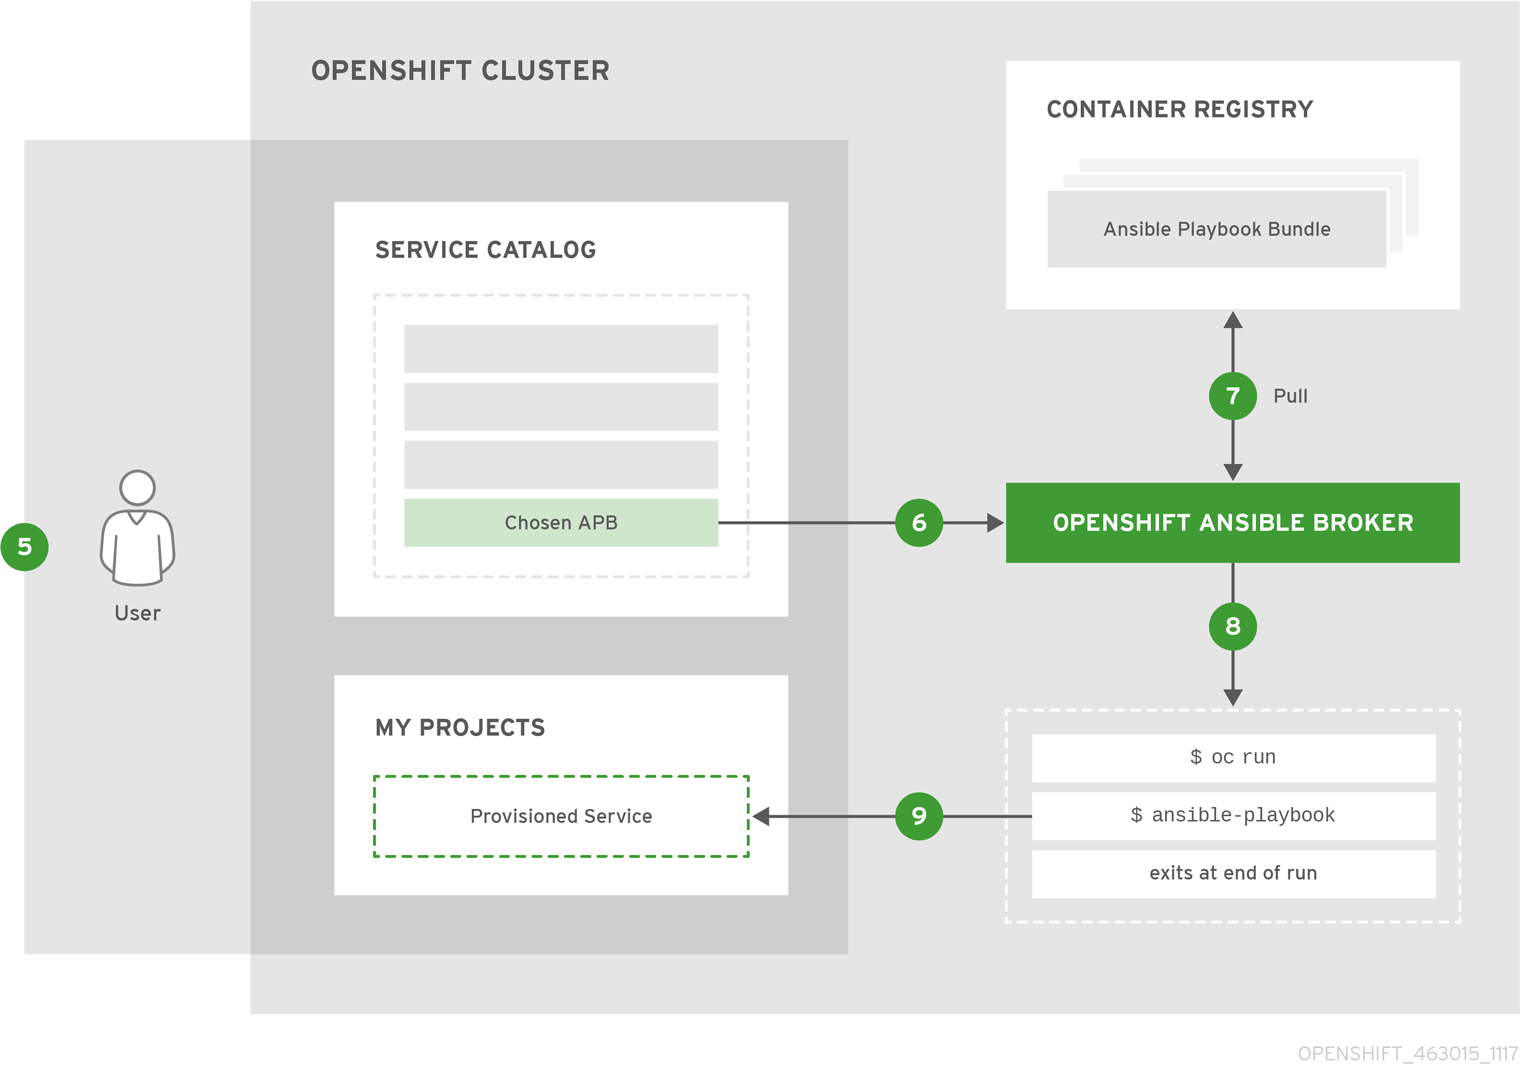 OPENSHIFT CLUSTER
CONTAINER REGISTRY
Ansible Playbook Bundle
SERVICE CATALOG
7 Pull
Chosen APB
6
OPENSHIFT ANSIBLE BROKER
5
User
8
MY PROJECTS
$ oc run
Provisioned Service
9
$ ansible-playbook
exits at end of run
OPENSHIFT_463015_1117